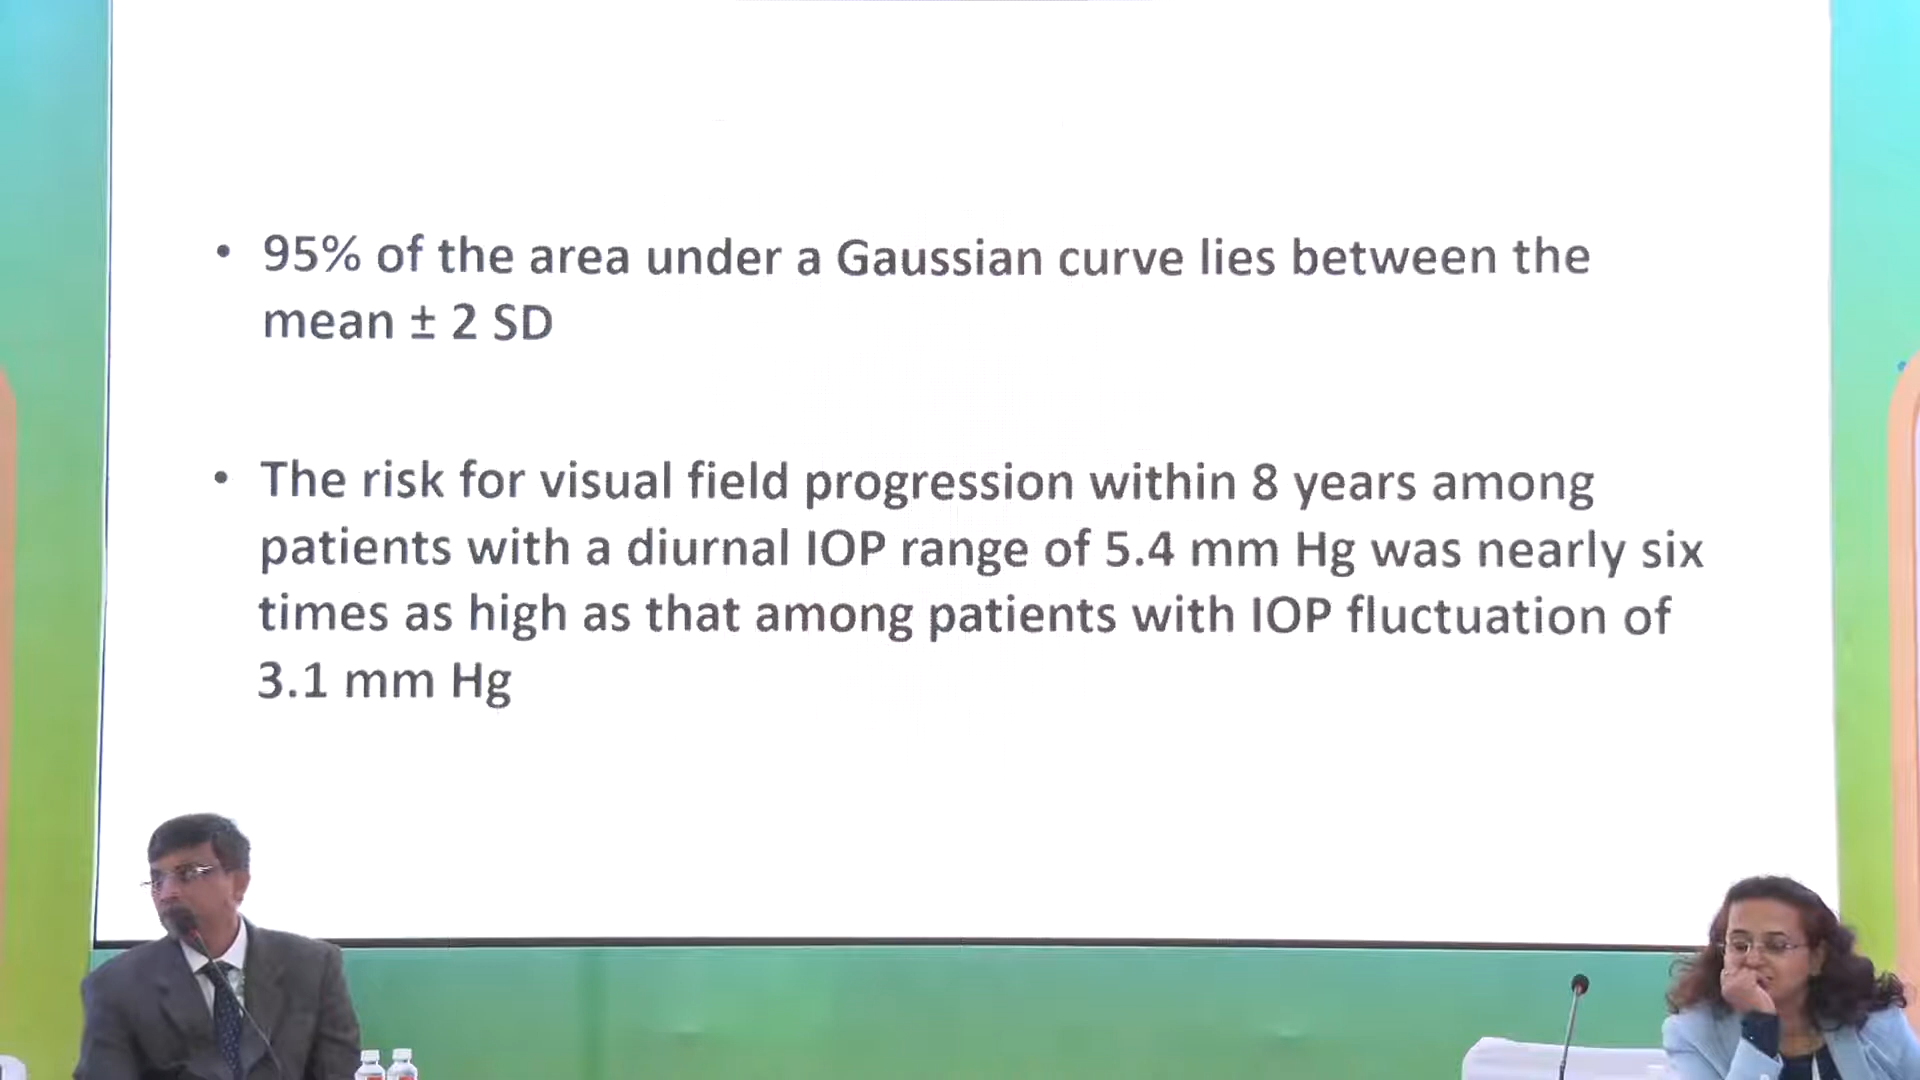 • 95% of the area under a Gaussian curve lies between the
mean ± 2 SD
• The risk for visual field progression within 8 years among
patients with a diurnal IOP range of 5.4 mm Hg was nearly six
times as high as that among patients with IOP fluctuation of
3.1 mm Hg